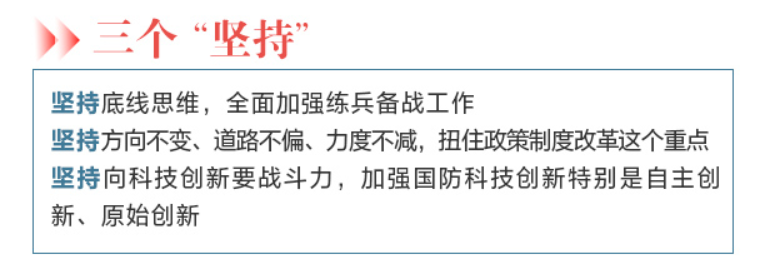 三个“坚持”
坚持底线思维，全面加强练兵备战工作
坚持方向不变、道路不偏、力度不减，扭住政策制度改革这个重点
坚持向科技创新要战斗力，加强国防科技创新特别是自主创
新、原始创新